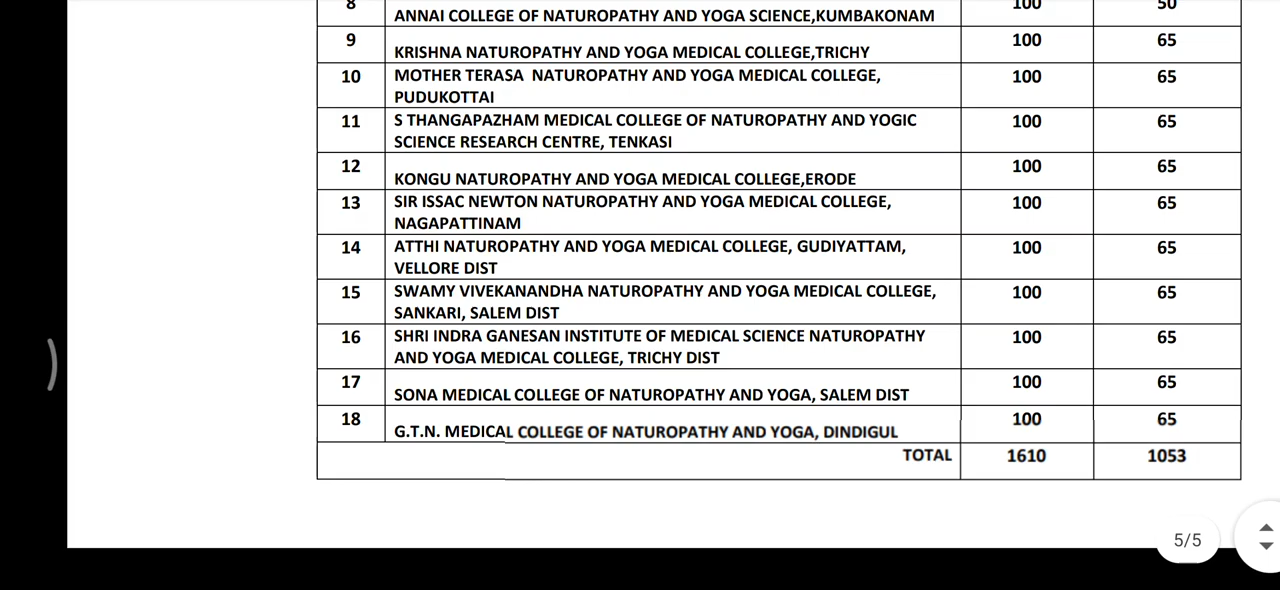 8 ANNAI COLLEGE OF NATUROPATHY AND YOGA SCIENCE,KUMBAKONAM 100 50
9 KRISHNA NATUROPATHY AND YOGA MEDICAL COLLEGE,TRICHY 100 65
10 MOTHER TERASA NATUROPATHY AND YOGA MEDICAL COLLEGE, 100 65
PUDUKOTTAI
11 S THANGAPAZHAM MEDICAL COLLEGE OF NATUROPATHY AND YOGIC 100 65
SCIENCE RESEARCH CENTRE, TENKASI
12 KONGU NATUROPATHY AND YOGA MEDICAL COLLEGE,ERODE 100 65
13 SIR ISSAC NEWTON NATUROPATHY AND YOGA MEDICAL COLLEGE, 100 65
NAGAPATTINAM
14 ATTHI NATUROPATHY AND YOGA MEDICAL COLLEGE, GUDIYATTAM, 100 65
VELLORE DIST
15 SWAMY VIVEKANANDHA NATUROPATHY AND YOGA MEDICAL COLLEGE, 100 65
SANKARI, SALEM DIST
16 SHRI INDRA GANESAN INSTITUTE OF MEDICAL SCIENCE NATUROPATHY 100 65
AND YOGA MEDICAL COLLEGE, TRICHY DIST
17 SONA MEDICAL COLLEGE OF NATUROPATHY AND YOGA, SALEM DIST 100 65
18 G.T.N. MEDICAL COLLEGE OF NATUROPATHY AND YOGA, DINDIGUL 100 65
TOTAL 1610 1053
5/5